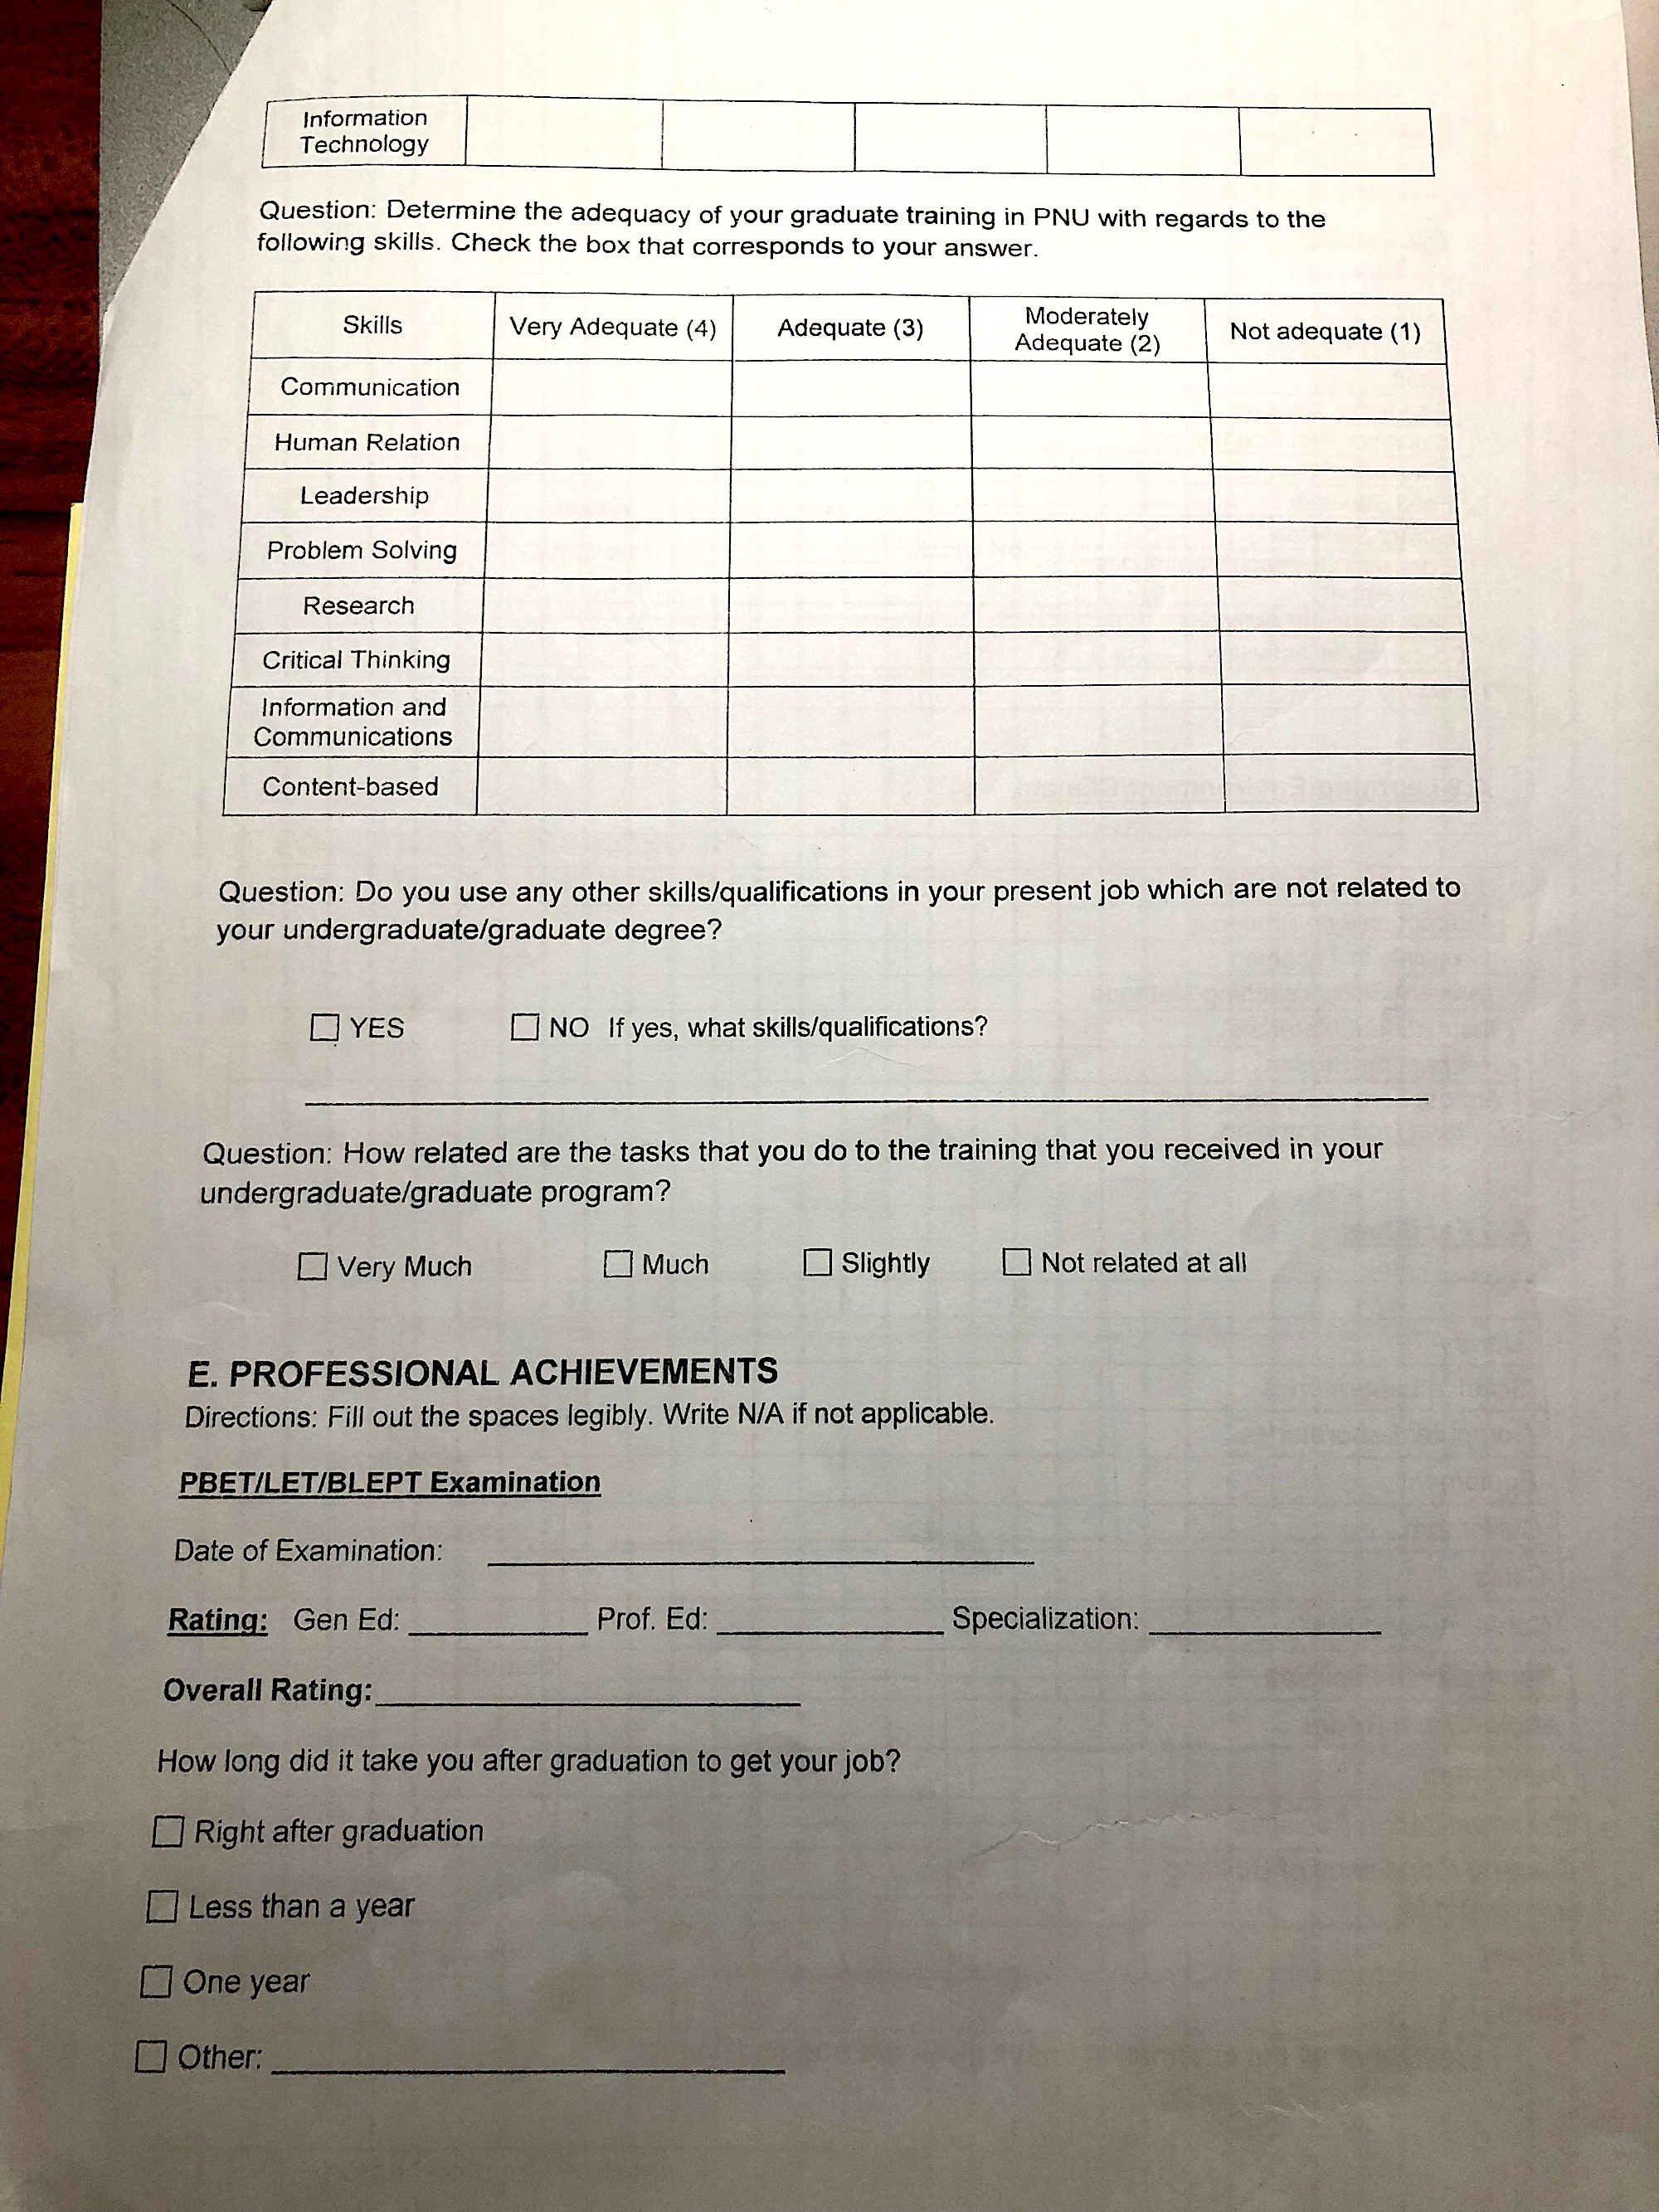 Information
Technology
Question: Determine the adequacy of your graduate training in PNU with regards to the
following skills. Check the box that corresponds to your answer.
Skills Very Adequate (4) Adequate (3) Moderately Adequate (2) Not adequate (1)
Communication
Human Relation
Leadership
Problem Solving
Research
Critical Thinking
Information and
Communications
Content-based
Question: Do you use any other skills/qualifications in your present job which are not related to
your undergraduate/graduate degree?
YES NO If yes, what skills/qualifications?
Question: How related are the tasks that you do to the training that you received in your
undergraduate/graduate program?
Very Much Much Slightly Not related at all
E. PROFESSIONAL ACHIEVEMENTS
Directions: Fill out the spaces legibly. Write N/A if not applicable.
PBET/LET/BLEPT Examination
Date of Examination:
Rating: Gen Ed: Prof. Ed: Specialization:
Overall Rating:
How long did it take you after graduation to get your job?
Right after graduation
Less than a year
One year
Other: